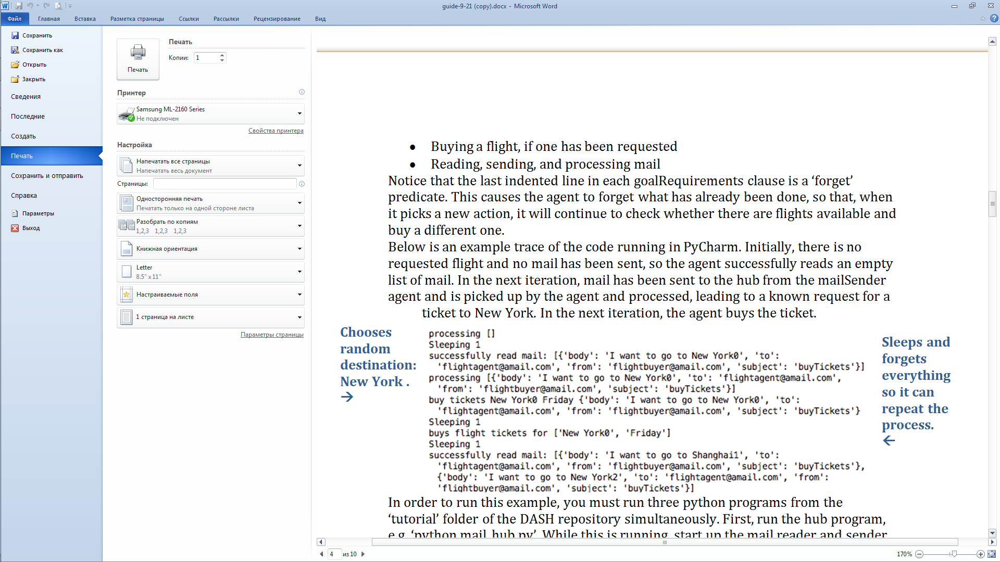 guide-9-21 (copy).docx - Microsoft Word
Файл Главная Вставка Разметка страницы Ссылки Рассылки Рецензирование Вид
Сохранить
Сохранить как
Открыть
Закрыть
Сведения
Последние
Создать
Печать
Сохранить и отправить
Справка
Параметры
Выход
Печать
Печать
Копии: 1
Принтер
Samsung ML-2160 Series
Не подключен
Свойства принтера
Настройка
Напечатать все страницы
Напечатать весь документ
Страницы:
Односторонняя печать
Печатать только на одной стороне листа
Разобрать по копиям
1,2,3 1,2,3 1,2,3
Книжная ориентация
Letter
8.5" x 11"
Настраиваемые поля
1 страница на листе
Параметры страницы
• Buying a flight, if one has been requested
• Reading, sending, and processing mail
Notice that the last indented line in each goalRequirements clause is a ‘forget’
predicate. This causes the agent to forget what has already been done, so that, when
it picks a new action, it will continue to check whether there are flights available and
buy a different one.
Below is an example trace of the code running in PyCharm. Initially, there is no
requested flight and no mail has been sent, so the agent successfully reads an empty
list of mail. In the next iteration, mail has been sent to the hub from the mailSender
agent and is picked up by the agent and processed, leading to a known request for a
ticket to New York. In the next iteration, the agent buys the ticket.
Chooses
random
destination:
New York .
→
processing []
Sleeping 1
successfully read mail: [{'body': 'I want to go to New York0', 'to':
'flightagent@amail.com', 'from': 'flightbuyer@amail.com', 'subject': 'buyTickets'}]
processing [{'body': 'I want to go to New York0', 'to': 'flightagent@amail.com',
'from': 'flightbuyer@amail.com', 'subject': 'buyTickets'}]
buy tickets New York0 Friday {'body': 'I want to go to New York0', 'to':
'flightagent@amail.com', 'from': 'flightbuyer@amail.com', 'subject': 'buyTickets'}
Sleeping 1
buys flight tickets for ['New York0', 'Friday']
Sleeping 1
successfully read mail: [{'body': 'I want to go to Shanghai1', 'to':
'flightagent@amail.com', 'from': 'flightbuyer@amail.com', 'subject': 'buyTickets'},
{'body': 'I want to go to New York2', 'to': 'flightagent@amail.com', 'from':
'flightbuyer@amail.com', 'subject': 'buyTickets'}]
Sleeps and
forgets
everything
so it can
repeat the
process.
←
In order to run this example, you must run three python programs from the
‘tutorial’ folder of the DASH repository simultaneously. First, run the hub program,
e.g. ‘python mail_hub.py’. While this is running, start up the mail reader and sender
4 из 10
170%